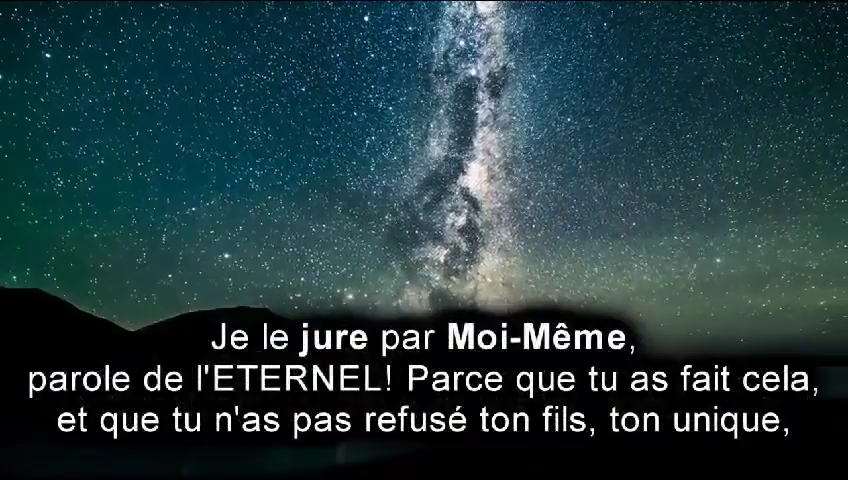 Je le jure par Moi-Même,
parole de l'ETERNEL! Parce que tu as fait cela,
et que tu n'as pas refusé ton fils, ton unique,